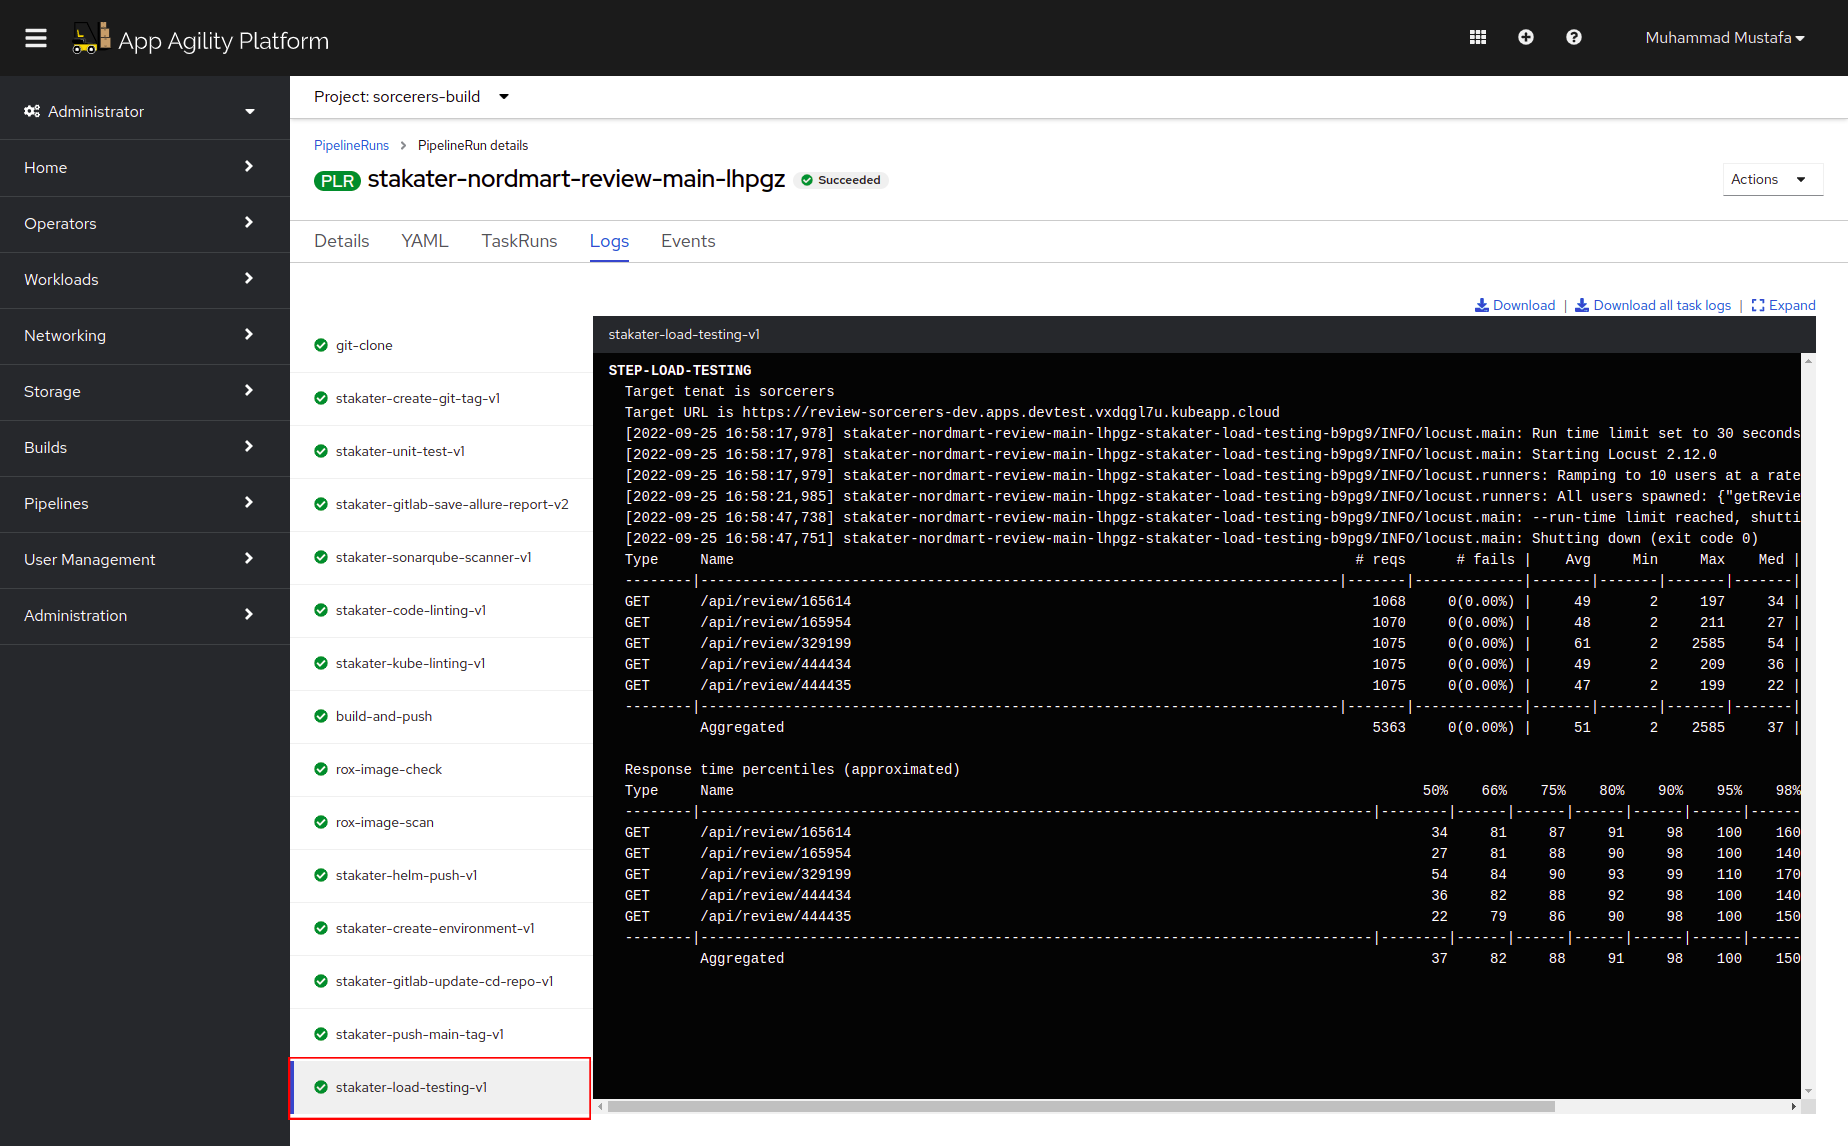 App Agility Platform
Muhammad Mustafa
Administrator
Home
Operators
Workloads
Networking
Storage
Builds
Pipelines
User Management
Administration
Project: sorcerers-build
PipelineRuns > PipelineRun details
PLR stakater-nordmart-review-main-lhpgz Succeeded
Actions
Details YAML TaskRuns Logs Events
Download | Download all task logs | Expand
git-clone
stakater-create-git-tag-v1
stakater-unit-test-v1
stakater-gitlab-save-allure-report-v2
stakater-sonarqube-scanner-v1
stakater-code-linting-v1
stakater-kube-linting-v1
build-and-push
rox-image-check
rox-image-scan
stakater-helm-push-v1
stakater-create-environment-v1
stakater-gitlab-update-cd-repo-v1
stakater-push-main-tag-v1
stakater-load-testing-v1
stakater-load-testing-v1
STEP-LOAD-TESTING
Target tenat is sorcerers
Target URL is https://review-sorcerers-dev.apps.devtest.vxdqgl7u.kubeapp.cloud
[2022-09-25 16:58:17,978] stakater-nordmart-review-main-lhpgz-stakater-load-testing-b9pg9/INFO/locust.main: Run time limit set to 30 seconds
[2022-09-25 16:58:17,978] stakater-nordmart-review-main-lhpgz-stakater-load-testing-b9pg9/INFO/locust.main: Starting Locust 2.12.0
[2022-09-25 16:58:17,979] stakater-nordmart-review-main-lhpgz-stakater-load-testing-b9pg9/INFO/locust.runners: Ramping to 10 users at a rate
[2022-09-25 16:58:21,985] stakater-nordmart-review-main-lhpgz-stakater-load-testing-b9pg9/INFO/locust.runners: All users spawned: {"getRevie
[2022-09-25 16:58:47,738] stakater-nordmart-review-main-lhpgz-stakater-load-testing-b9pg9/INFO/locust.main: --run-time limit reached, shutti
[2022-09-25 16:58:47,751] stakater-nordmart-review-main-lhpgz-stakater-load-testing-b9pg9/INFO/locust.main: Shutting down (exit code 0)
Type Name # reqs # fails | Avg Min Max Med |
--------|----------------------------------------------------------------------------|-------|-------------|-------|-------|-------|-------|
GET /api/review/165614 1068 0(0.00%) | 49 2 197 34 |
GET /api/review/165954 1070 0(0.00%) | 48 2 211 27 |
GET /api/review/329199 1075 0(0.00%) | 61 2 2585 54 |
GET /api/review/444434 1075 0(0.00%) | 49 2 209 36 |
GET /api/review/444435 1075 0(0.00%) | 47 2 199 22 |
--------|----------------------------------------------------------------------------|-------|-------------|-------|-------|-------|-------|
Aggregated 5363 0(0.00%) | 51 2 2585 37 |
Response time percentiles (approximated)
Type Name 50% 66% 75% 80% 90% 95% 98%
--------|--------------------------------------------------------------------------------|--------|------|------|------|------|------|------
GET /api/review/165614 34 81 87 91 98 100 160
GET /api/review/165954 27 81 88 90 98 100 140
GET /api/review/329199 54 84 90 93 99 110 170
GET /api/review/444434 36 82 88 92 98 100 140
GET /api/review/444435 22 79 86 90 98 100 150
--------|--------------------------------------------------------------------------------|--------|------|------|------|------|------|------
Aggregated 37 82 88 91 98 100 150